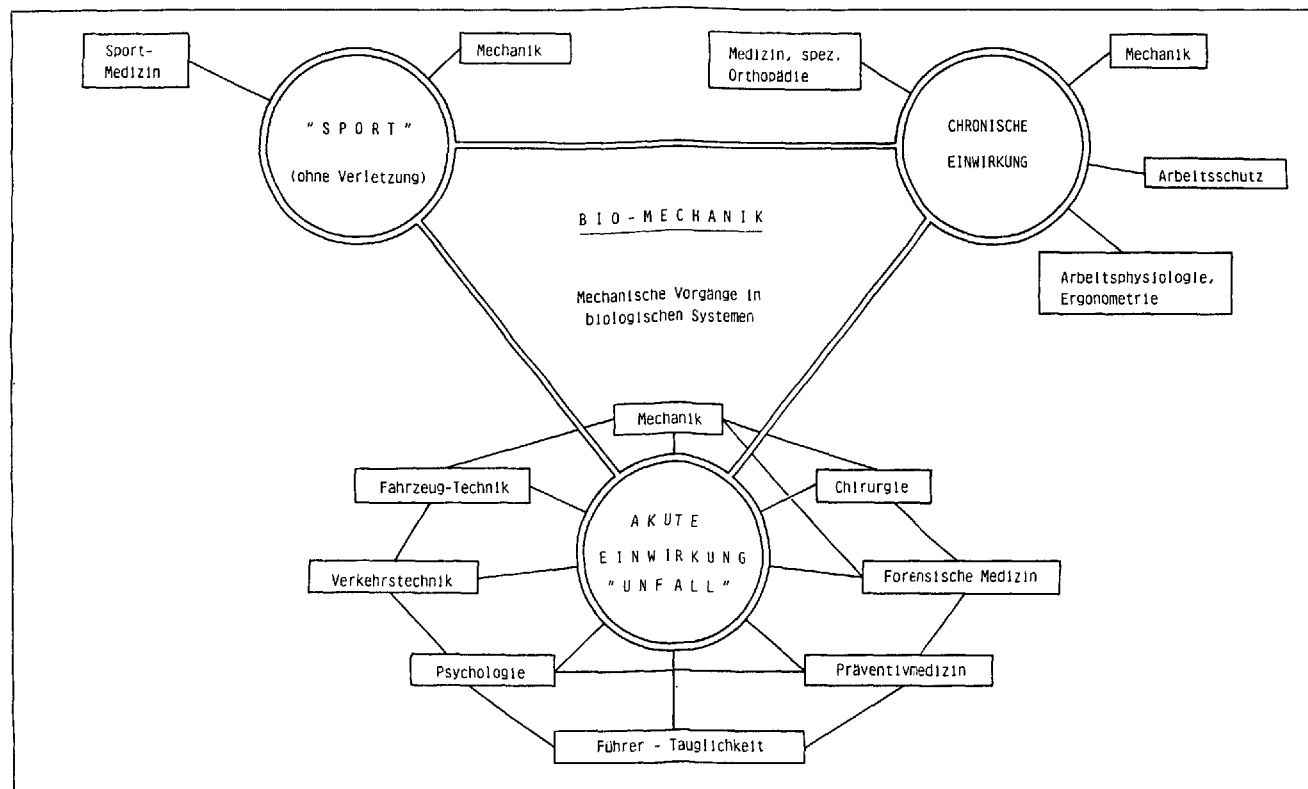 Sport-
Medizin
Mechanik
"SPORT"
(ohne Verletzung)
Medizin, spez.
Orthopädie
Mechanik
CHRONISCHE
EINWIRKUNG
Arbeitsschutz
Arbeitsphysiologie,
Ergonometrie
BIO-MECHANIK
Mechanische Vorgänge in
biologischen Systemen
Mechanik
Fahrzeug-Technik
Chirurgie
AKUTE
EINWIRKUNG
"UNFALL"
Verkehrstechnik
Forensische Medizin
Psychologie
Präventivmedizin
Führer - Tauglichkeit